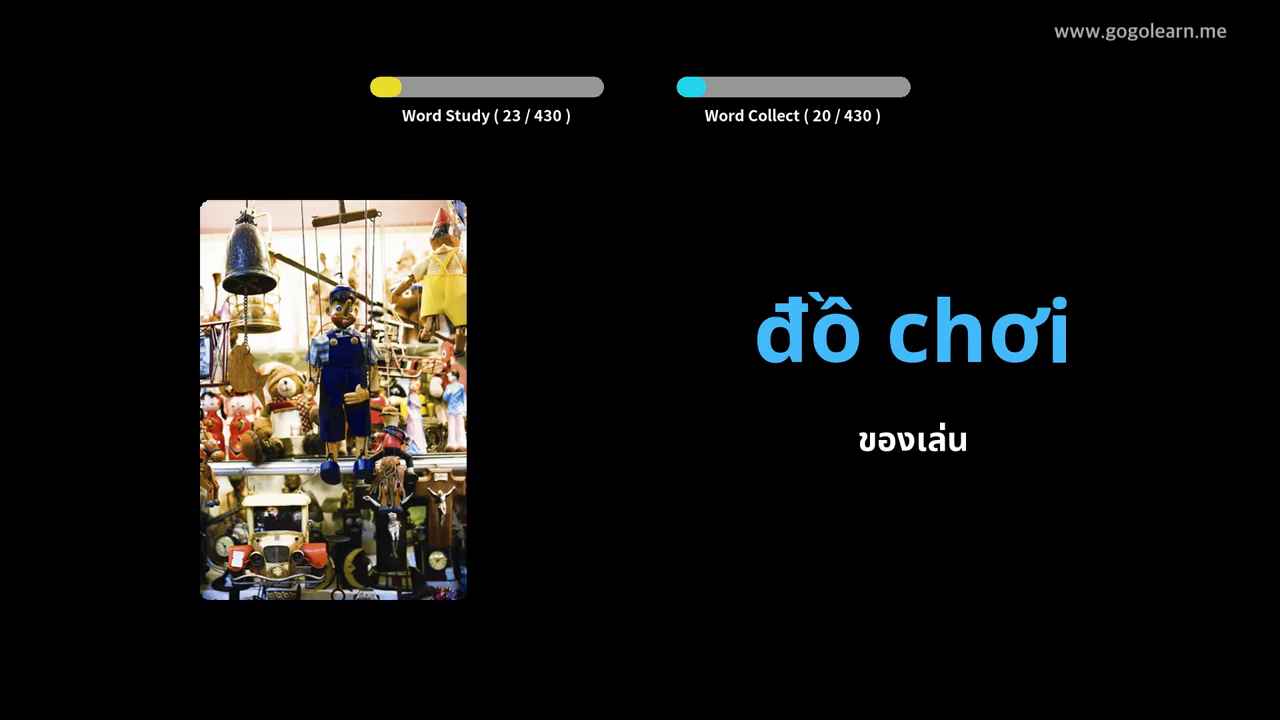 www.gogolearn.me
Word Study ( 23 / 430 )
Word Collect ( 20 / 430 )
đồ chơi
ของเล่น